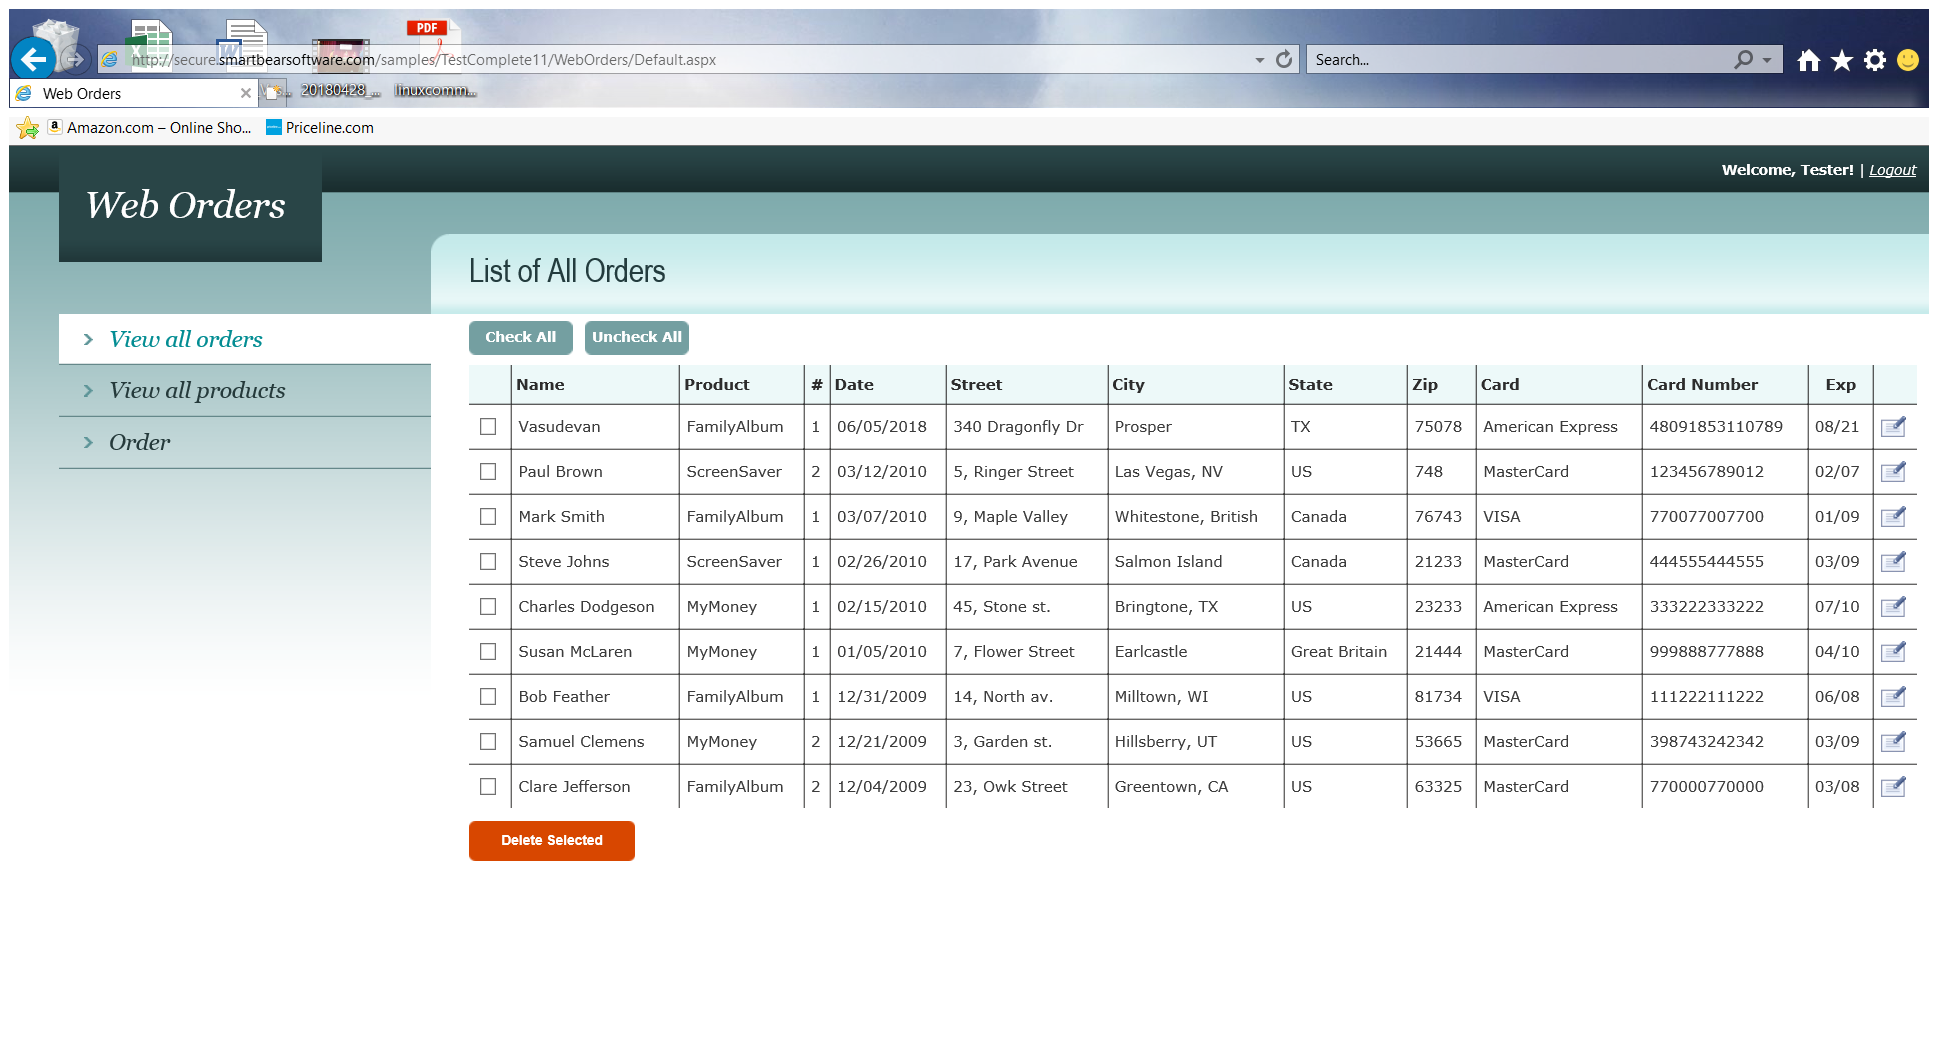 PDF
http://secure.smartbearsoftware.com/samples/TestComplete11/WebOrders/Default.aspx
Search...
Web Orders
20180428_...
linuxcomm...
Amazon.com – Online Sho...
Priceline.com
Welcome, Tester! | Logout
Web Orders
List of All Orders
View all orders
View all products
Order
Check All Uncheck All
Name Product # Date Street City State Zip Card Card Number Exp
Vasudevan FamilyAlbum 1 06/05/2018 340 Dragonfly Dr Prosper TX 75078 American Express 48091853110789 08/21
Paul Brown ScreenSaver 2 03/12/2010 5, Ringer Street Las Vegas, NV US 748 MasterCard 123456789012 02/07
Mark Smith FamilyAlbum 1 03/07/2010 9, Maple Valley Whitestone, British Canada 76743 VISA 770077007700 01/09
Steve Johns ScreenSaver 1 02/26/2010 17, Park Avenue Salmon Island Canada 21233 MasterCard 444555444555 03/09
Charles Dodgeson MyMoney 1 02/15/2010 45, Stone st. Bringtone, TX US 23233 American Express 333222333222 07/10
Susan McLaren MyMoney 1 01/05/2010 7, Flower Street Earlcastle Great Britain 21444 MasterCard 999888777888 04/10
Bob Feather FamilyAlbum 1 12/31/2009 14, North av. Milltown, WI US 81734 VISA 111222111222 06/08
Samuel Clemens MyMoney 2 12/21/2009 3, Garden st. Hillsberry, UT US 53665 MasterCard 398743242342 03/09
Clare Jefferson FamilyAlbum 2 12/04/2009 23, Owk Street Greentown, CA US 63325 MasterCard 770000770000 03/08
Delete Selected